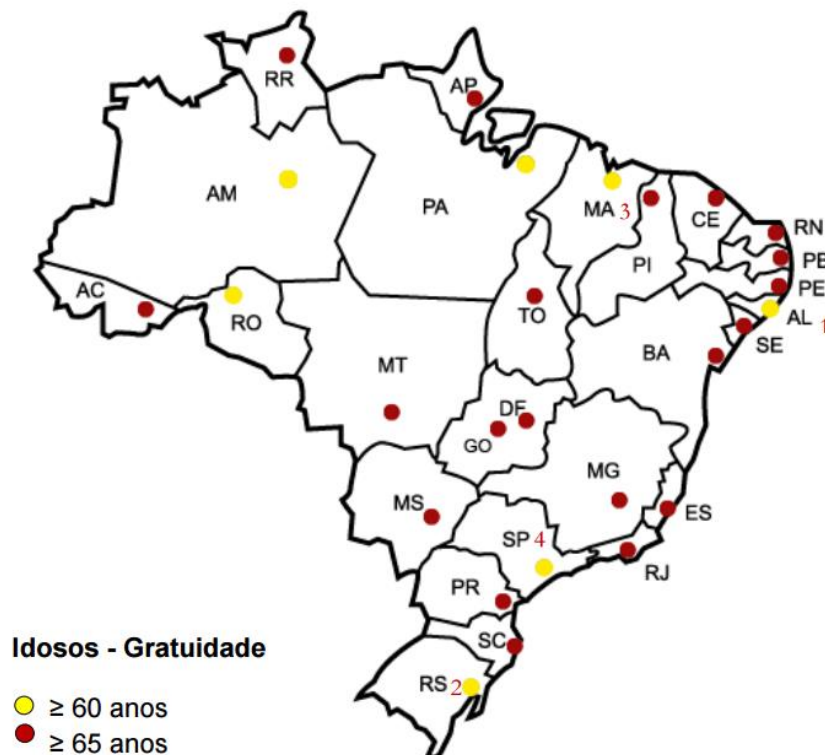 RR
AP
AM
PA
MA 3
CE
RN
PB
PI
PE
AC
RO
TO
AL 1
SE
BA
MT
DF
GO
MG
MS
ES
SP 4
RJ
PR
SC
Idosos - Gratuidade
RS 2
≥ 60 anos
≥ 65 anos